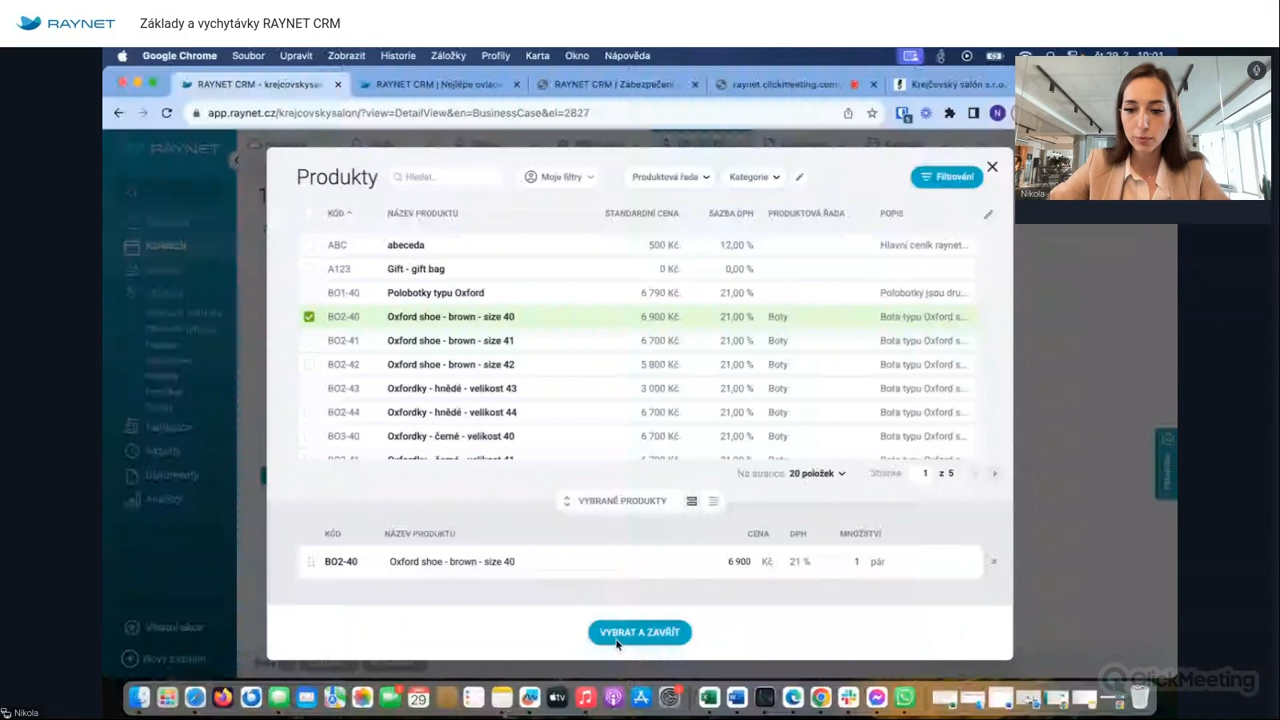 RAYNET Základy a vychytávky RAYNET CRM
Google Chrome Soubor Upravit Zobrazit Historie Záložky Profily Karta Okno Nápověda
RAYNET CRM - krejcovskysa RAYNET CRM | Nejlépe ovláda RAYNET CRM | Zabezpečení raynet.clickmeeting.com Krejčovský salón s.r.o.
app.raynet.cz/krejcovskysalon/?view=DetailView&en=BusinessCase&ei=2827
N
Nikola
RAYNET
Produkty Hledat... Moje filtry Produktová řada Kategorie Filtrování
KÓD NÁZEV PRODUKTU STANDARDNÍ CENA SAZBA DPH PRODUKTOVÁ ŘADA POPIS
ABC abeceda 500 Kč 12,00 % Hlavní ceník raynet...
A123 Gift - gift bag 0 Kč 0,00 %
BO1-40 Polobotky typu Oxford 6 790 Kč 21,00 % Polobotky jsou dru...
BO2-40 Oxford shoe - brown - size 40 6 900 Kč 21,00 % Boty Bota typu Oxford s...
BO2-41 Oxford shoe - brown - size 41 6 700 Kč 21,00 % Boty Bota typu Oxford s...
BO2-42 Oxford shoe - brown - size 42 5 800 Kč 21,00 % Boty Bota typu Oxford s...
BO2-43 Oxfordky - hnědé - velikost 43 3 000 Kč 21,00 % Boty Bota typu Oxford s...
BO2-44 Oxfordky - hnědé - velikost 44 6 700 Kč 21,00 % Boty Bota typu Oxford s...
BO3-40 Oxfordky - černé - velikost 40 6 700 Kč 21,00 % Boty Bota typu Oxford s...
Na stránce 20 položek Stránka 1 z 5
VYBRANÉ PRODUKTY
KÓD NÁZEV PRODUKTU CENA DPH MNOŽSTVÍ
BO2-40 Oxford shoe - brown - size 40 6 900 Kč 21 % 1 pár
VYBRAT A ZAVŘÍT
Nový záznam
ClickMeeting
29
Nikola